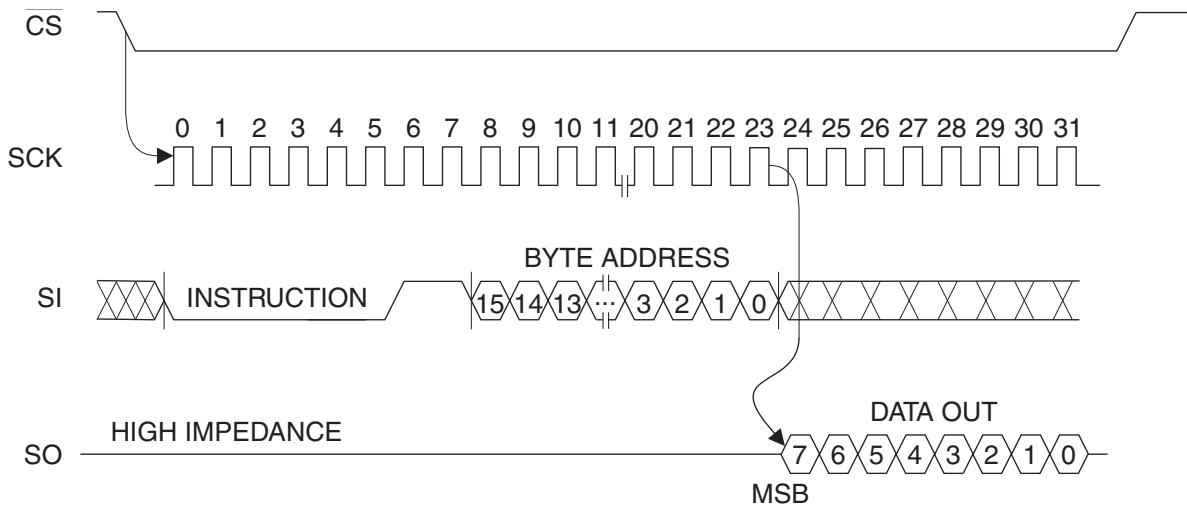 CS
0 1 2 3 4 5 6 7 8 9 10 11 20 21 22 23 24 25 26 27 28 29 30 31
SCK
BYTE ADDRESS
SI INSTRUCTION 15 14 13 ... 3 2 1 0
DATA OUT
HIGH IMPEDANCE
SO 7 6 5 4 3 2 1 0
MSB